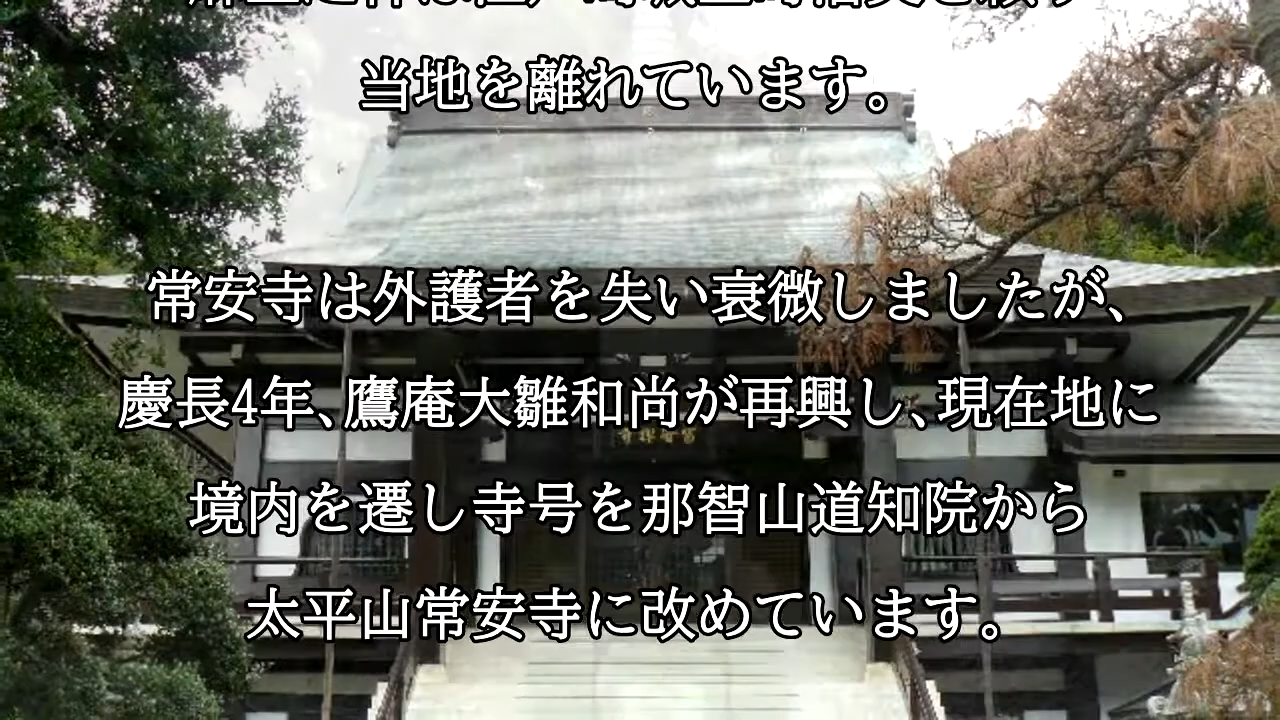 当地を離れています。
常安寺は外護者を失い衰微しましたが、
慶長4年、鷹庵大雛和尚が再興し、現在地に
境内を遷し寺号を那智山道知院から
太平山常安寺に改めています。